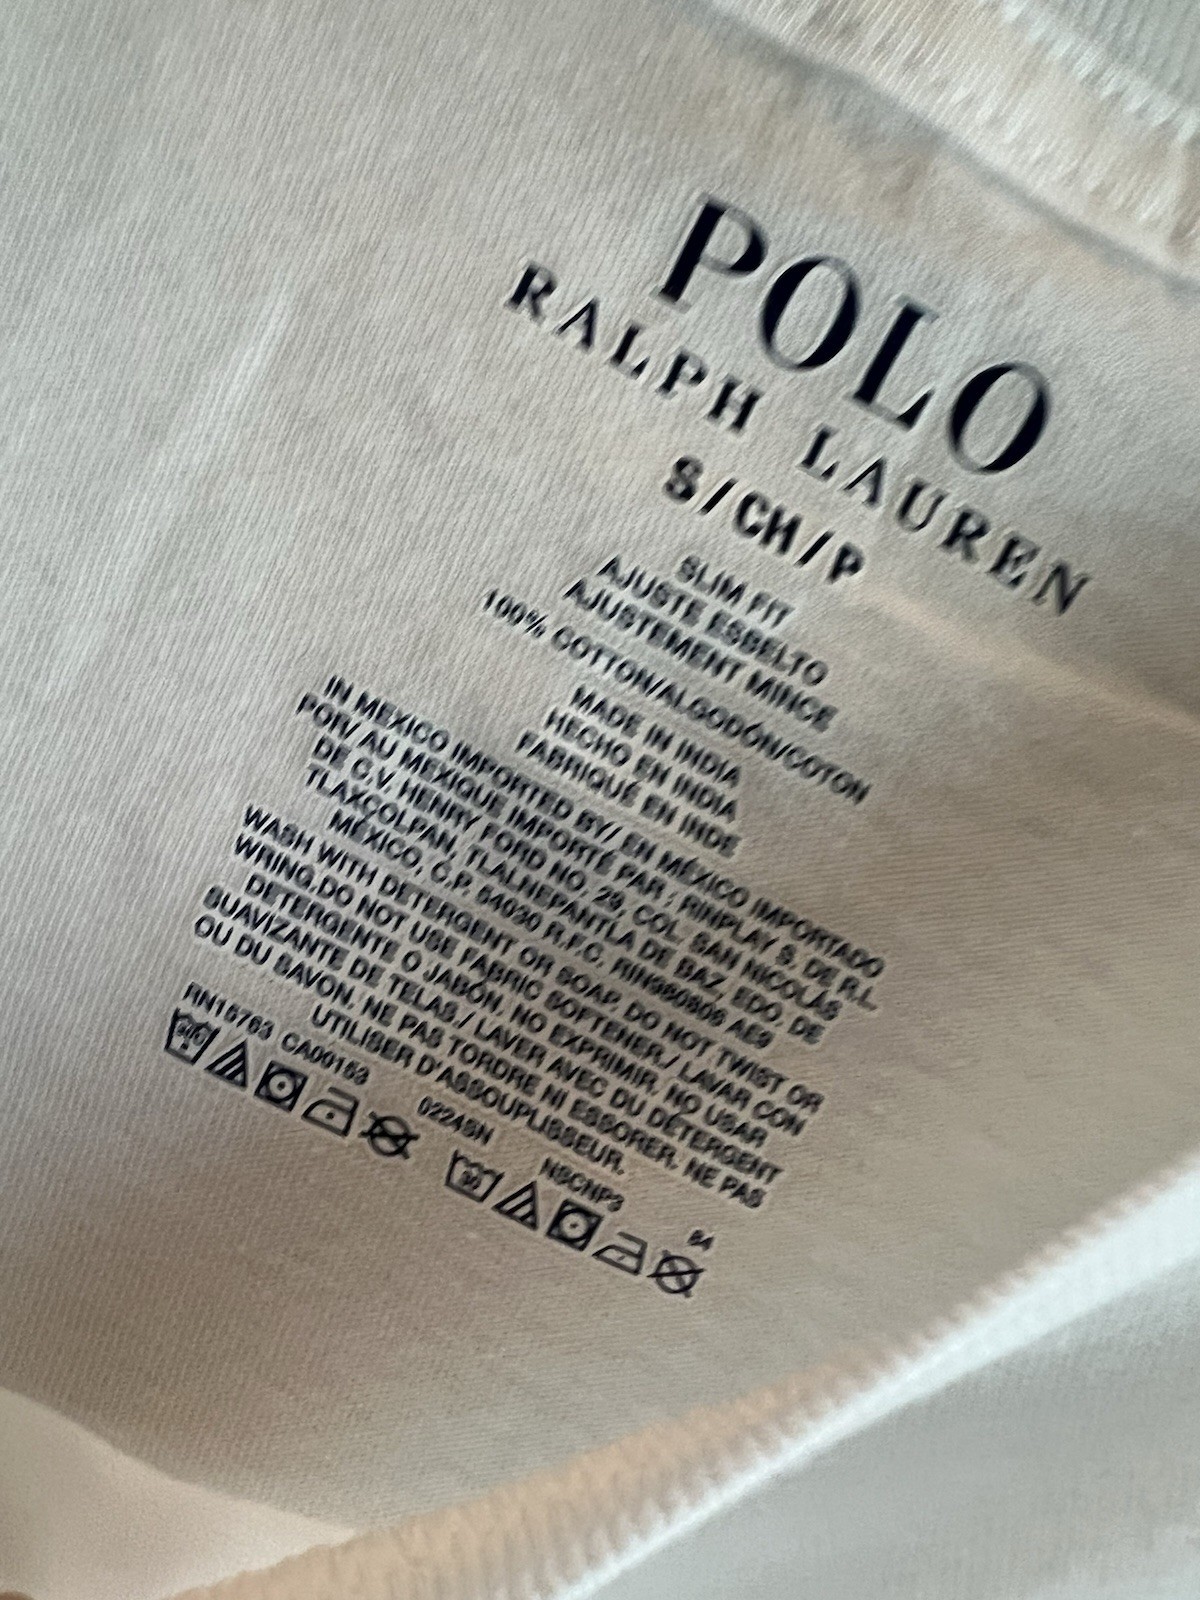 POLO
RALPH LAUREN
S/CH/P
SLIM FIT
AJUSTE ESBELTO
AJUSTEMENT MINCE
100% COTTON/ALGODÓN/COTON
MADE IN INDIA
HECHO EN INDIA
FABRIQUÉ EN INDE
IN MEXICO IMPORTED BY/ EN MÉXICO IMPORTADO
POR/ AU MEXIQUE IMPORTÉ PAR : RINPLAY S. DE R.L.
DE C.V. HENRY FORD NO. 29, COL. SAN NICOLÁS
TLAXCOLPAN, TLALNEPANTLA DE BAZ, EDO. DE
MÉXICO, C.P. 54030 R.F.C. RIN960806 AE9
WASH WITH DETERGENT OR SOAP, DO NOT TWIST OR
WRING,DO NOT USE FABRIC SOFTENER./ LAVAR CON
DETERGENTE O JABÓN, NO EXPRIMIR, NO USAR
SUAVIZANTE DE TELAS./ LAVER AVEC DU DÉTERGENT
OU DU SAVON, NE PAS TORDRE NI ESSORER, NE PAS
UTILISER D'ASSOUPLISSEUR.
RN15763 CA00153 0224SN NSCNP3 84
30